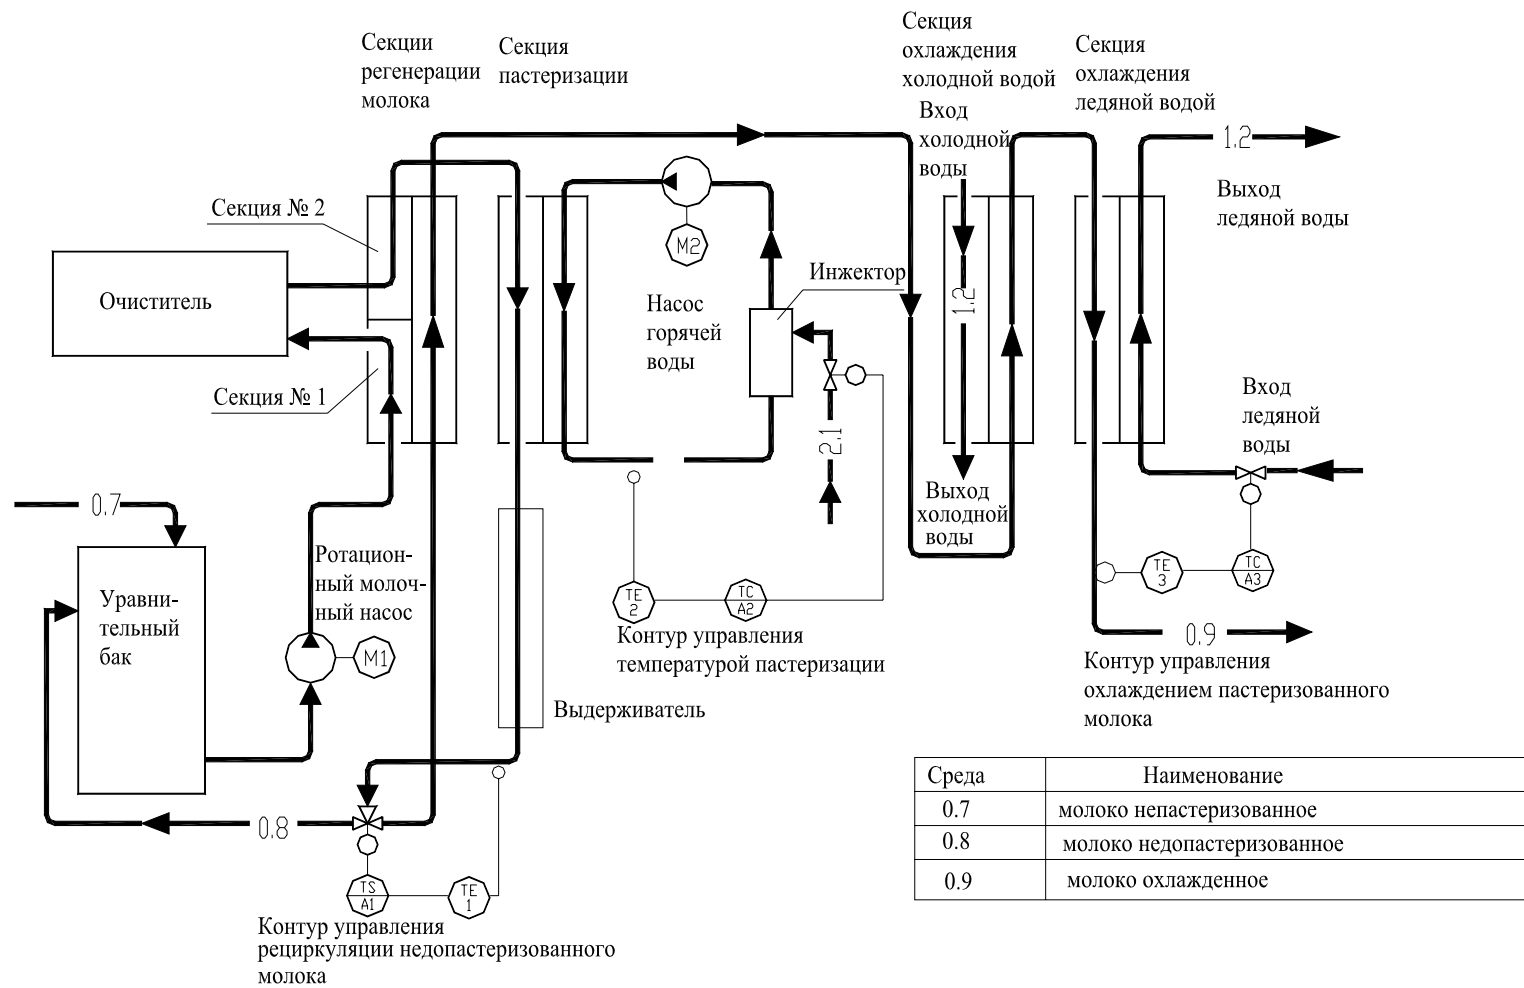 Секции
регенерации
молока
Секция
пастеризации
Секция
охлаждения
холодной водой
Вход
холодной
воды
Секция
охлаждения
ледяной водой
1.2
Выход
ледяной воды
Секция № 2
Очиститель
Секция № 1
M2
Насос
горячей
воды
Инжектор
1.2
2.1
Вход
ледяной
воды
Выход
холодной
воды
0.7
Ротацион-
ный молоч-
ный насос
Уравни-
тельный
бак
M1
TE
2
TC
A2
Контур управления
температурой пастеризации
TE
3
TC
A3
0.9
Контур управления
охлаждением пастеризованного
молока
Выдерживатель
0.8
TS
A1
TE
1
Контур управления
рециркуляции недопастеризованного
молока
Среда Наименование
0.7 молоко непастеризованное
0.8 молоко недопастеризованное
0.9 молоко охлажденное